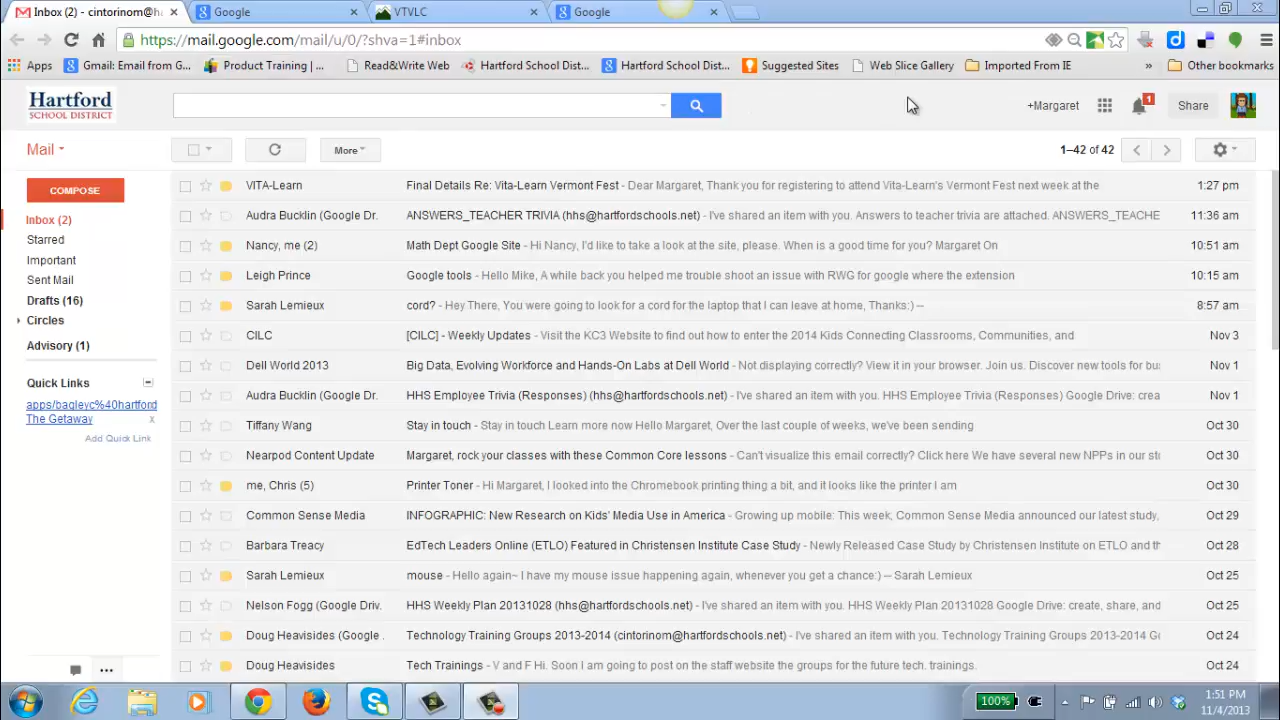 Inbox (2) - cintorinom@h
Google
VTVLC
Google
https://mail.google.com/mail/u/0/?shva=1#inbox
Apps
Gmail: Email from G...
Product Training | ...
Read&Write Web
Hartford School Dist...
Hartford School Dist...
Suggested Sites
Web Slice Gallery
Imported From IE
»
Other bookmarks
Hartford
SCHOOL DISTRICT
+Margaret
1
Share
Mail
More
1–42 of 42
COMPOSE
Inbox (2)
Starred
Important
Sent Mail
Drafts (16)
Circles
Advisory (1)
Quick Links
apps/bagleyc%40hartford
The Getaway x
Add Quick Link
VITA-Learn Final Details Re: Vita-Learn Vermont Fest - Dear Margaret, Thank you for registering to attend Vita-Learn's Vermont Fest next week at the 1:27 pm
Audra Bucklin (Google Dr. ANSWERS_TEACHER TRIVIA (hhs@hartfordschools.net) - I've shared an item with you. Answers to teacher trivia are attached. ANSWERS_TEACHE 11:36 am
Nancy, me (2) Math Dept Google Site - Hi Nancy, I'd like to take a look at the site, please. When is a good time for you? Margaret On 10:51 am
Leigh Prince Google tools - Hello Mike, A while back you helped me trouble shoot an issue with RWG for google where the extension 10:15 am
Sarah Lemieux cord? - Hey There, You were going to look for a cord for the laptop that I can leave at home, Thanks:) -- 8:57 am
CILC [CILC] - Weekly Updates - Visit the KC3 Website to find out how to enter the 2014 Kids Connecting Classrooms, Communities, and Nov 3
Dell World 2013 Big Data, Evolving Workforce and Hands-On Labs at Dell World - Not displaying correctly? View it in your browser. Join us. Discover new tools for bu Nov 1
Audra Bucklin (Google Dr. HHS Employee Trivia (Responses) (hhs@hartfordschools.net) - I've shared an item with you. HHS Employee Trivia (Responses) Google Drive: crea Nov 1
Tiffany Wang Stay in touch - Stay in touch Learn more now Hello Margaret, Over the last couple of weeks, we've been sending Oct 30
Nearpod Content Update Margaret, rock your classes with these Common Core lessons - Can't visualize this email correctly? Click here We have several new NPPs in our st Oct 30
me, Chris (5) Printer Toner - Hi Margaret, I looked into the Chromebook printing thing a bit, and it looks like the printer I am Oct 30
Common Sense Media INFOGRAPHIC: New Research on Kids' Media Use in America - Growing up mobile: This week, Common Sense Media announced our latest study, Oct 29
Barbara Treacy EdTech Leaders Online (ETLO) Featured in Christensen Institute Case Study - Newly Released Case Study by Christensen Institute on ETLO and th Oct 28
Sarah Lemieux mouse - Hello again~ I have my mouse issue happening again, whenever you get a chance:) -- Sarah Lemieux Oct 25
Nelson Fogg (Google Driv. HHS Weekly Plan 20131028 (hhs@hartfordschools.net) - I've shared an item with you. HHS Weekly Plan 20131028 Google Drive: create, share, and Oct 25
Doug Heavisides (Google . Technology Training Groups 2013-2014 (cintorinom@hartfordschools.net) - I've shared an item with you. Technology Training Groups 2013-2014 Go Oct 24
Doug Heavisides Tech Trainings - V and F Hi. Soon I am going to post on the staff website the groups for the future tech. trainings. Oct 24
100%
1:51 PM
11/4/2013